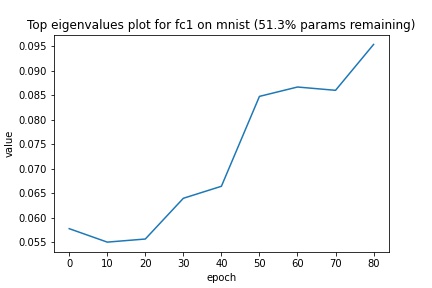 Top eigenvalues plot for fc1 on mnist (51.3% params remaining)
0.095
0.090
0.085
0.080
0.075
0.070
0.065
0.060
0.055
value
0 10 20 30 40 50 60 70 80
epoch